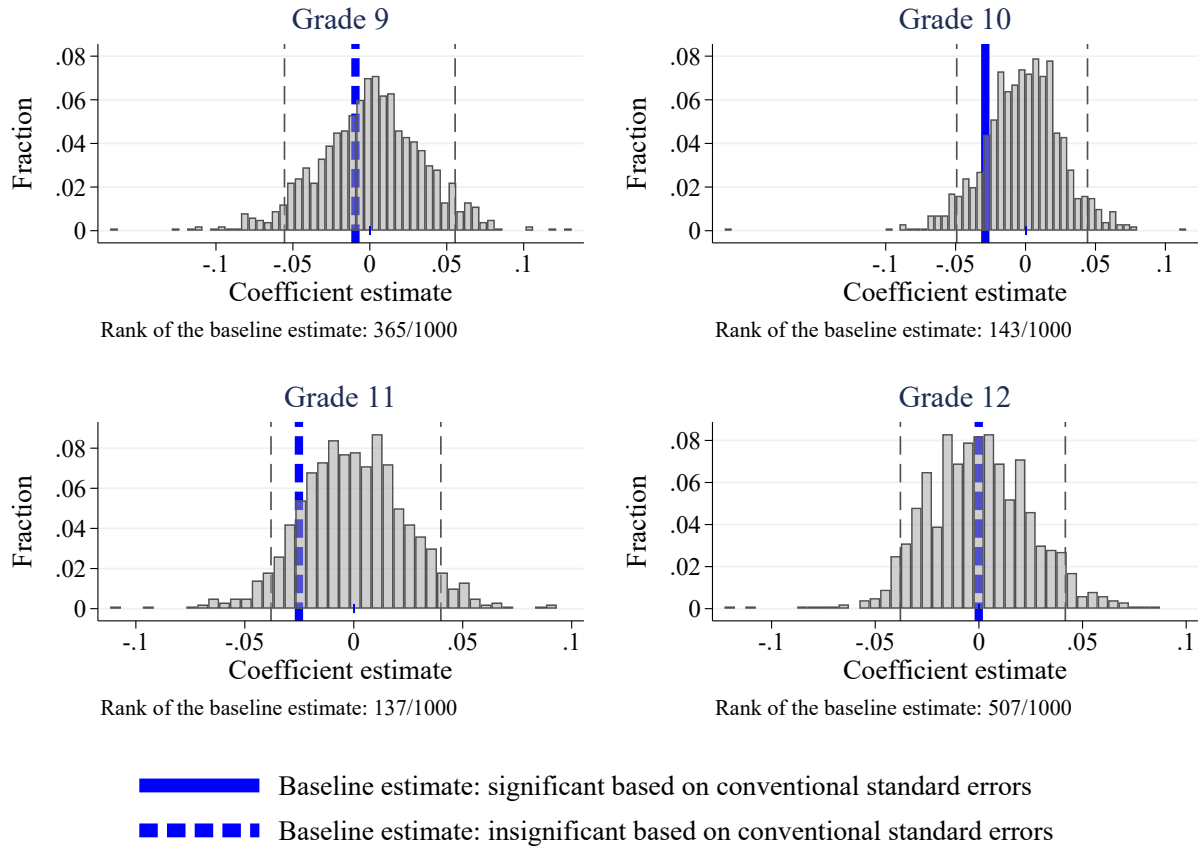 Grade 9
.08
.06
.04
.02
0
Fraction
-.1 -.05 0 .05 .1
Coefficient estimate
Rank of the baseline estimate: 365/1000
Grade 10
.08
.06
.04
.02
0
Fraction
-.1 -.05 0 .05 .1
Coefficient estimate
Rank of the baseline estimate: 143/1000
Grade 11
.08
.06
.04
.02
0
Fraction
-.1 -.05 0 .05 .1
Coefficient estimate
Rank of the baseline estimate: 137/1000
Grade 12
.08
.06
.04
.02
0
Fraction
-.1 -.05 0 .05 .1
Coefficient estimate
Rank of the baseline estimate: 507/1000
Baseline estimate: significant based on conventional standard errors
Baseline estimate: insignificant based on conventional standard errors